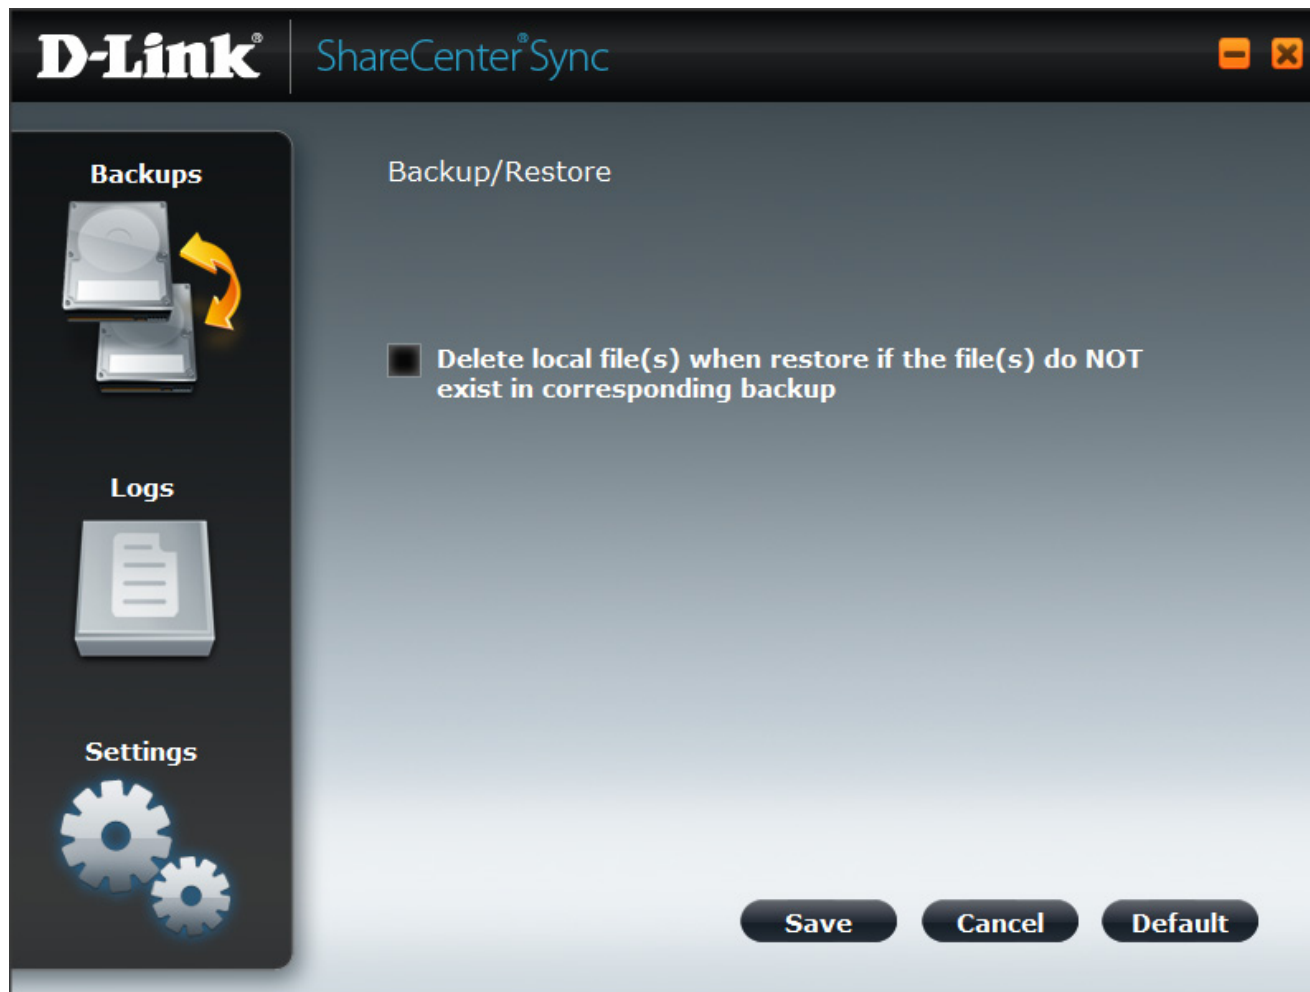 D-Link® ShareCenter® Sync
Backups
Backup/Restore
Delete local file(s) when restore if the file(s) do NOT
exist in corresponding backup
Logs
Settings
Save Cancel Default